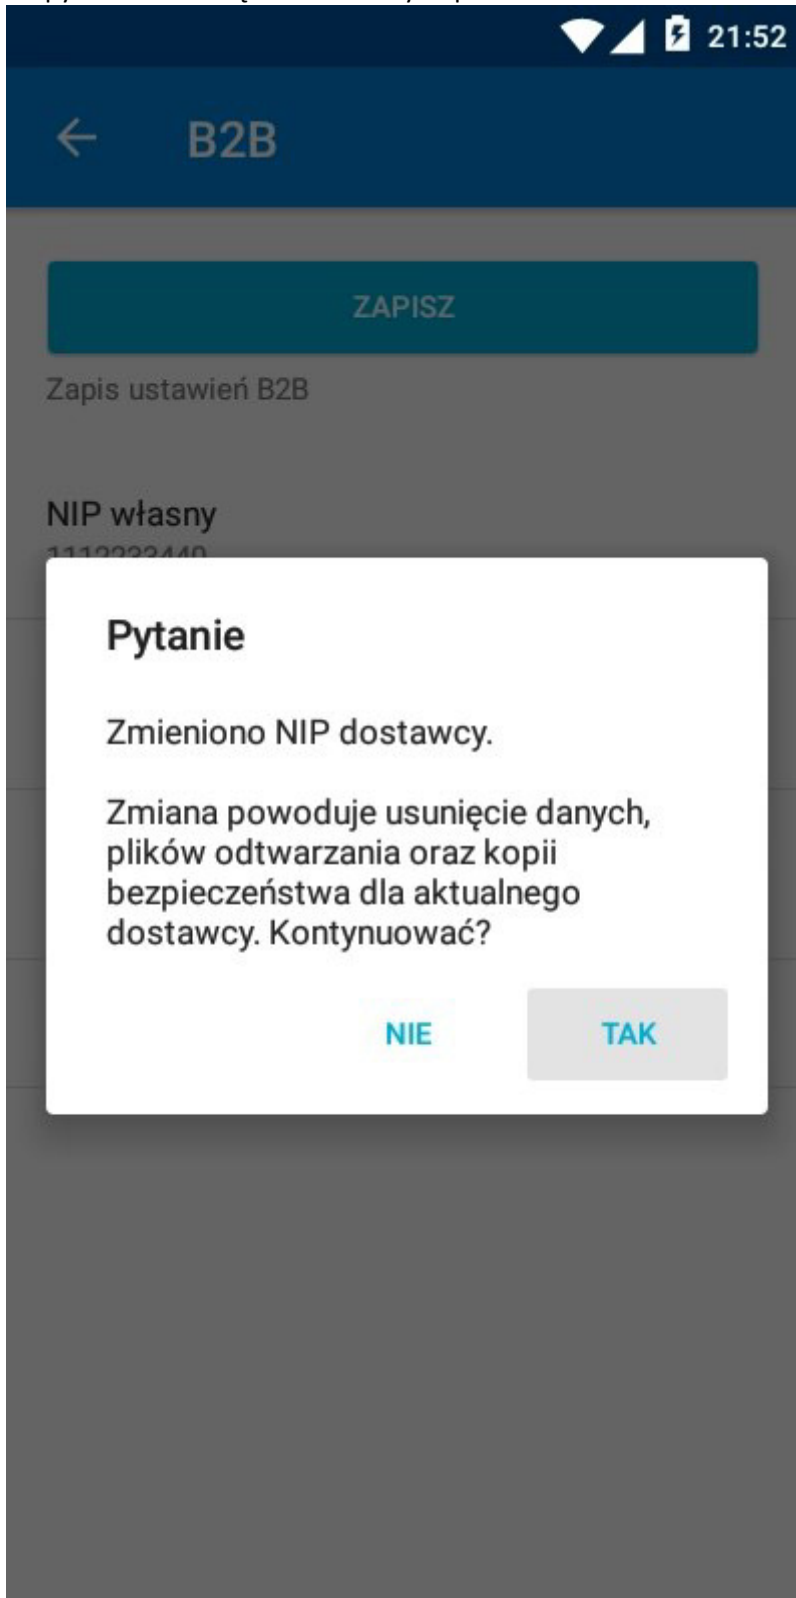 21:52
B2B
ZAPISZ
Zapis ustawień B2B
NIP własny
1112233440
Pytanie
Zmieniono NIP dostawcy.
Zmiana powoduje usunięcie danych,
plików odtwarzania oraz kopii
bezpieczeństwa dla aktualnego
dostawcy. Kontynuować?
NIE
TAK